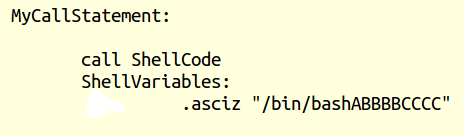 MyCallStatement:
call ShellCode
ShellVariables:
.asciz "/bin/bashABBBBCCCC"